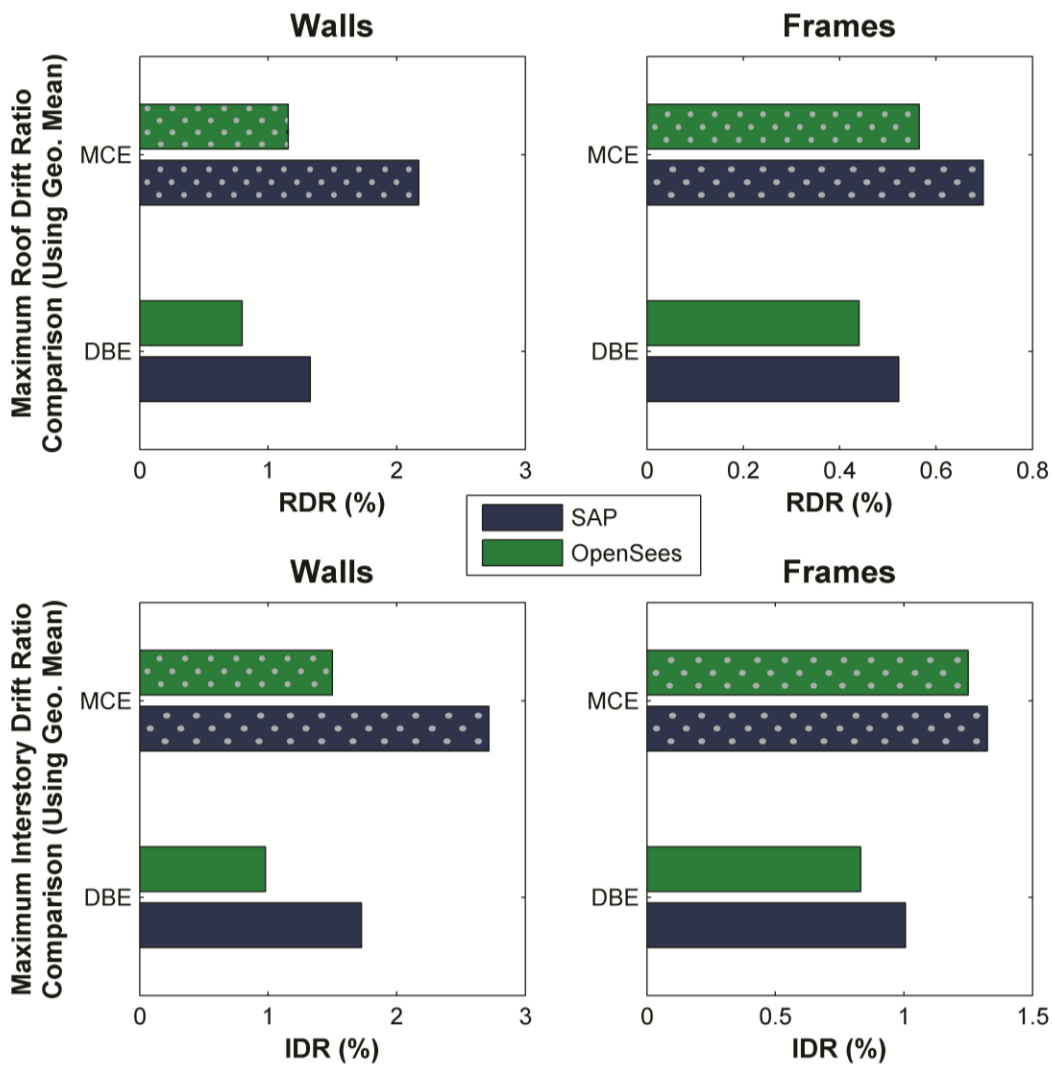 Walls
Frames
Maximum Roof Drift Ratio
Comparison (Using Geo. Mean)
MCE
DBE
0 1 2 3
RDR (%)
MCE
DBE
0 0.2 0.4 0.6 0.8
RDR (%)
SAP
OpenSees
Walls
Frames
Maximum Interstory Drift Ratio
Comparison (Using Geo. Mean)
MCE
DBE
0 1 2 3
IDR (%)
MCE
DBE
0 0.5 1 1.5
IDR (%)